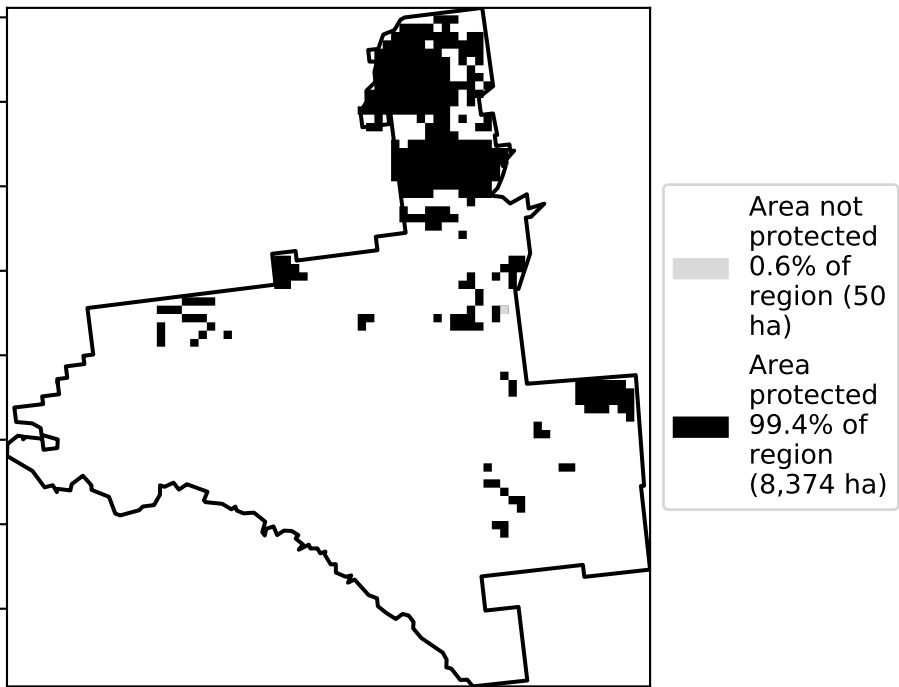 Area not
protected
0.6% of
region (50
ha)
Area
protected
99.4% of
region
(8,374 ha)